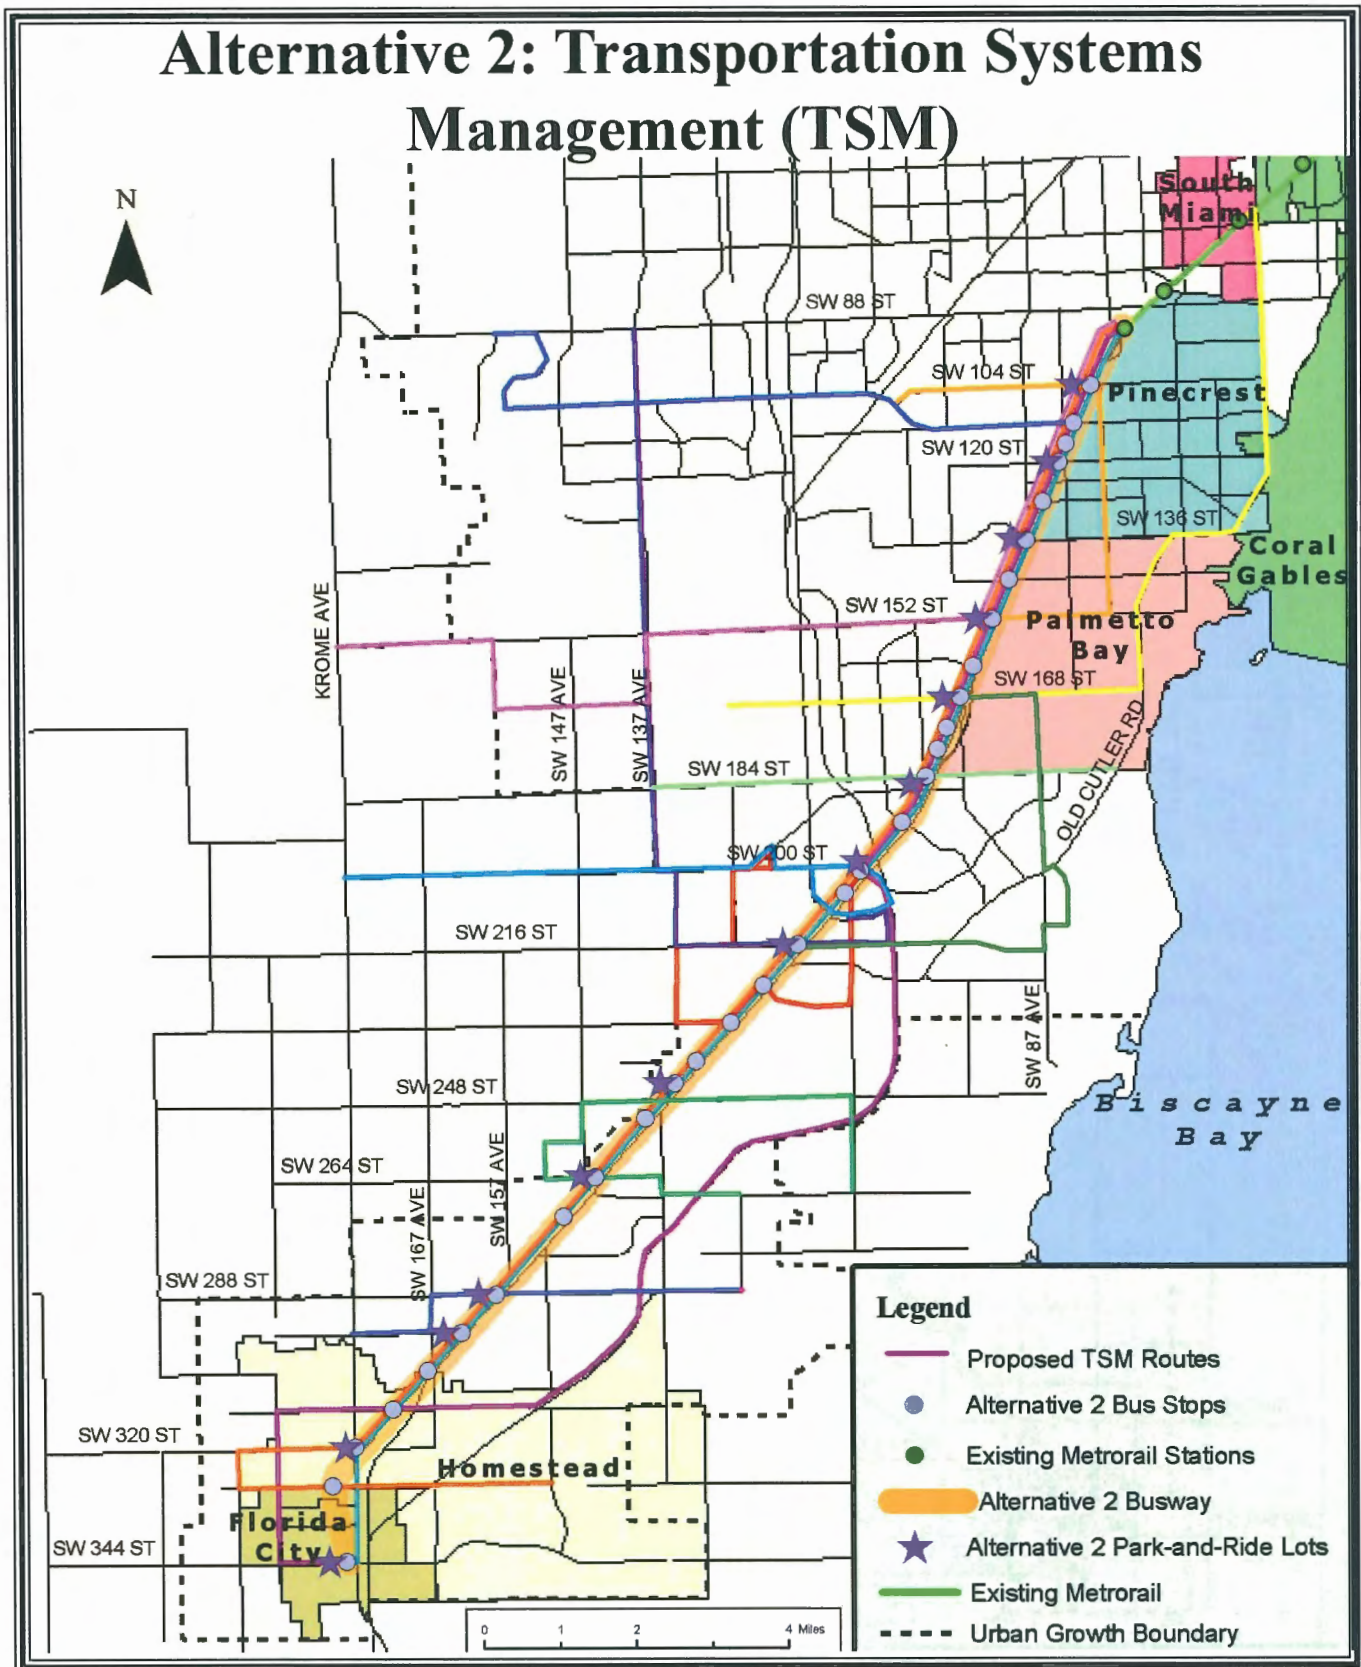 Alternative 2: Transportation Systems
Management (TSM)
N
South
Miami
SW 88 ST
SW 104 ST
Pinecrest
SW 120 ST
SW 136 ST
Coral
Gables
KROME AVE
SW 152 ST
Palmetto
Bay
SW 147 AVE
SW 137 AVE
SW 168 ST
OLD CUTLER RD
SW 184 ST
SW 200 ST
SW 216 ST
SW 87 AVE
SW 248 ST
Biscayne
Bay
SW 264 ST
SW 157 AVE
SW 167 AVE
SW 288 ST
SW 320 ST
Homestead
Florida
City
SW 344 ST
Legend
Proposed TSM Routes
Alternative 2 Bus Stops
Existing Metrorail Stations
Alternative 2 Busway
Alternative 2 Park-and-Ride Lots
Existing Metrorail
Urban Growth Boundary
0 1 2 4 Miles